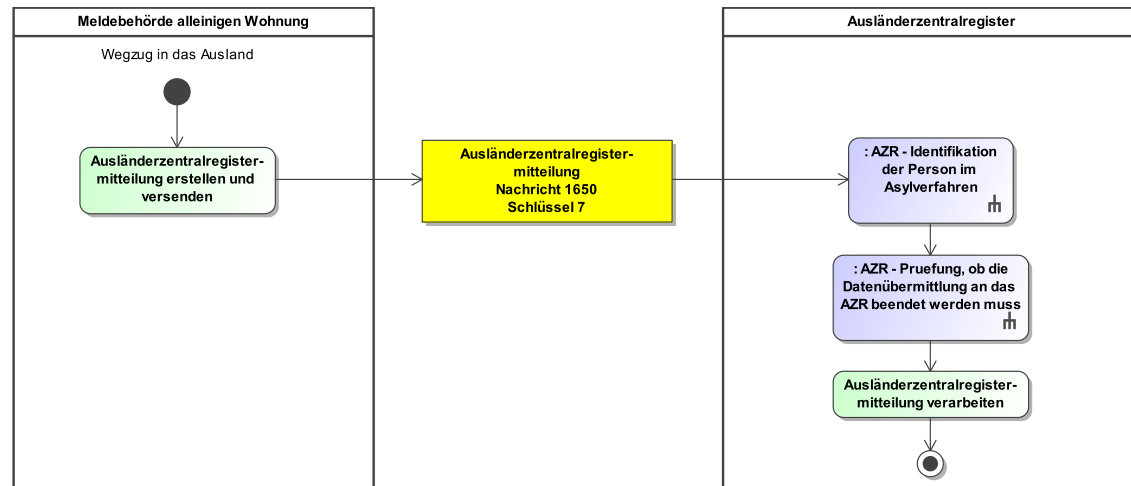 Meldebehörde alleinigen Wohnung
Wegzug in das Ausland
Ausländerzentralregister-
mitteilung erstellen und
versenden
Ausländerzentralregister-
mitteilung
Nachricht 1650
Schlüssel 7
Ausländerzentralregister
: AZR - Identifikation
der Person im
Asylverfahren
: AZR - Pruefung, ob die
Datenübermittlung an das
AZR beendet werden muss
Ausländerzentralregister-
mitteilung verarbeiten